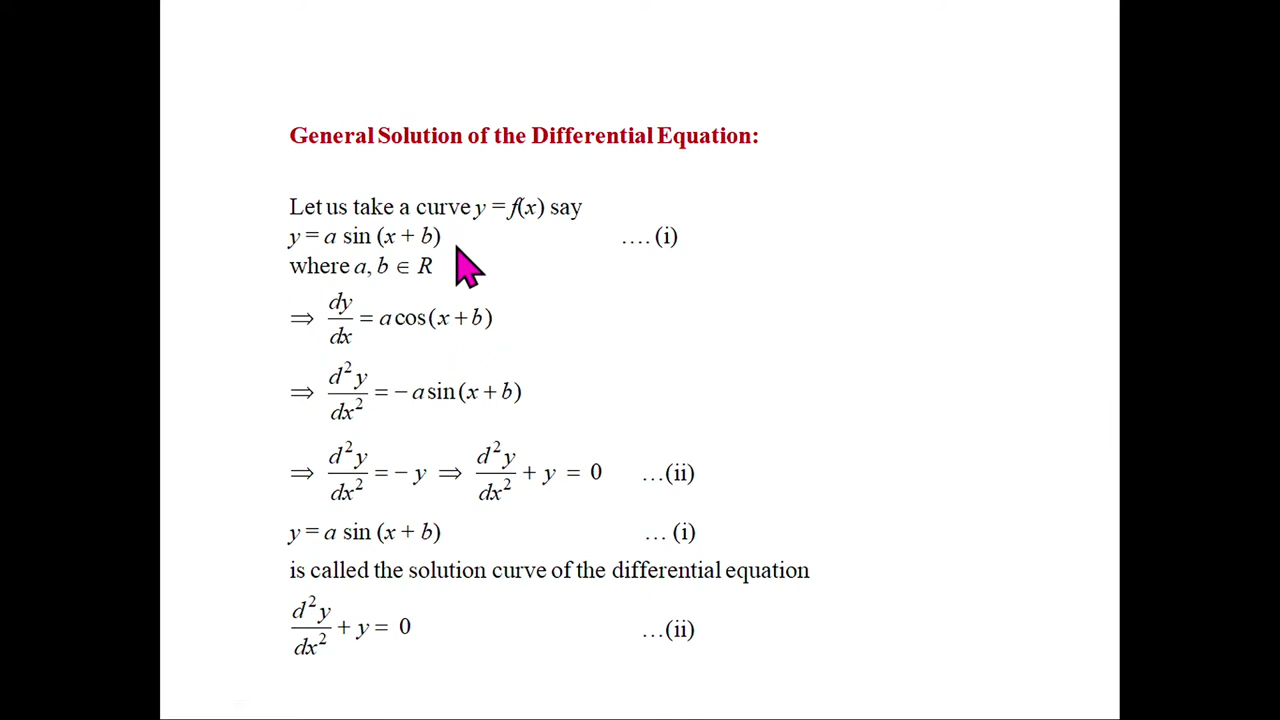 General Solution of the Differential Equation:
Let us take a curve y = f(x) say
y = a sin (x + b) …. (i)
where a, b ∈ R
⇒ dy/dx = a cos(x + b)
⇒ d²y/dx² = − a sin(x + b)
⇒ d²y/dx² = − y ⇒ d²y/dx² + y = 0 …(ii)
y = a sin (x + b) … (i)
is called the solution curve of the differential equation
d²y/dx² + y = 0 …(ii)